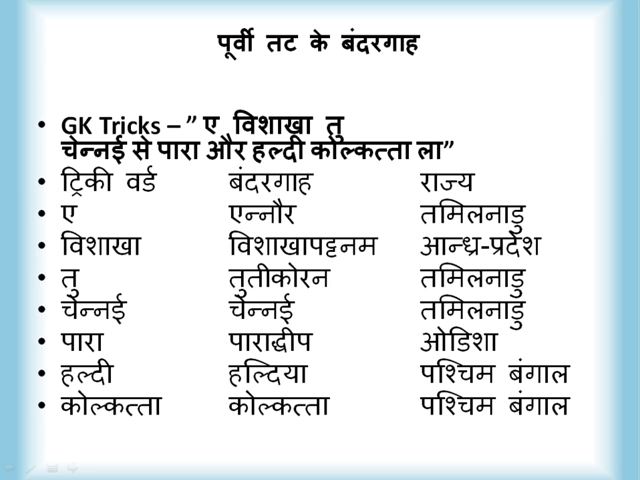 पूर्वी तट के बंदरगाह
• GK Tricks – ” ए विशाखा तु
चेन्नई से पारा और हल्दी कोल्कत्ता ला”
• ट्रिकी वर्ड बंदरगाह राज्य
• ए एन्नौर तमिलनाडु
• विशाखा विशाखापट्टनम आन्ध्र-प्रदेश
• तु तुतीकोरन तमिलनाडु
• चेन्नई चेन्नई तमिलनाडु
• पारा पाराद्धीप ओडिशा
• हल्दी हल्दिया पश्चिम बंगाल
• कोल्कत्ता कोल्कत्ता पश्चिम बंगाल